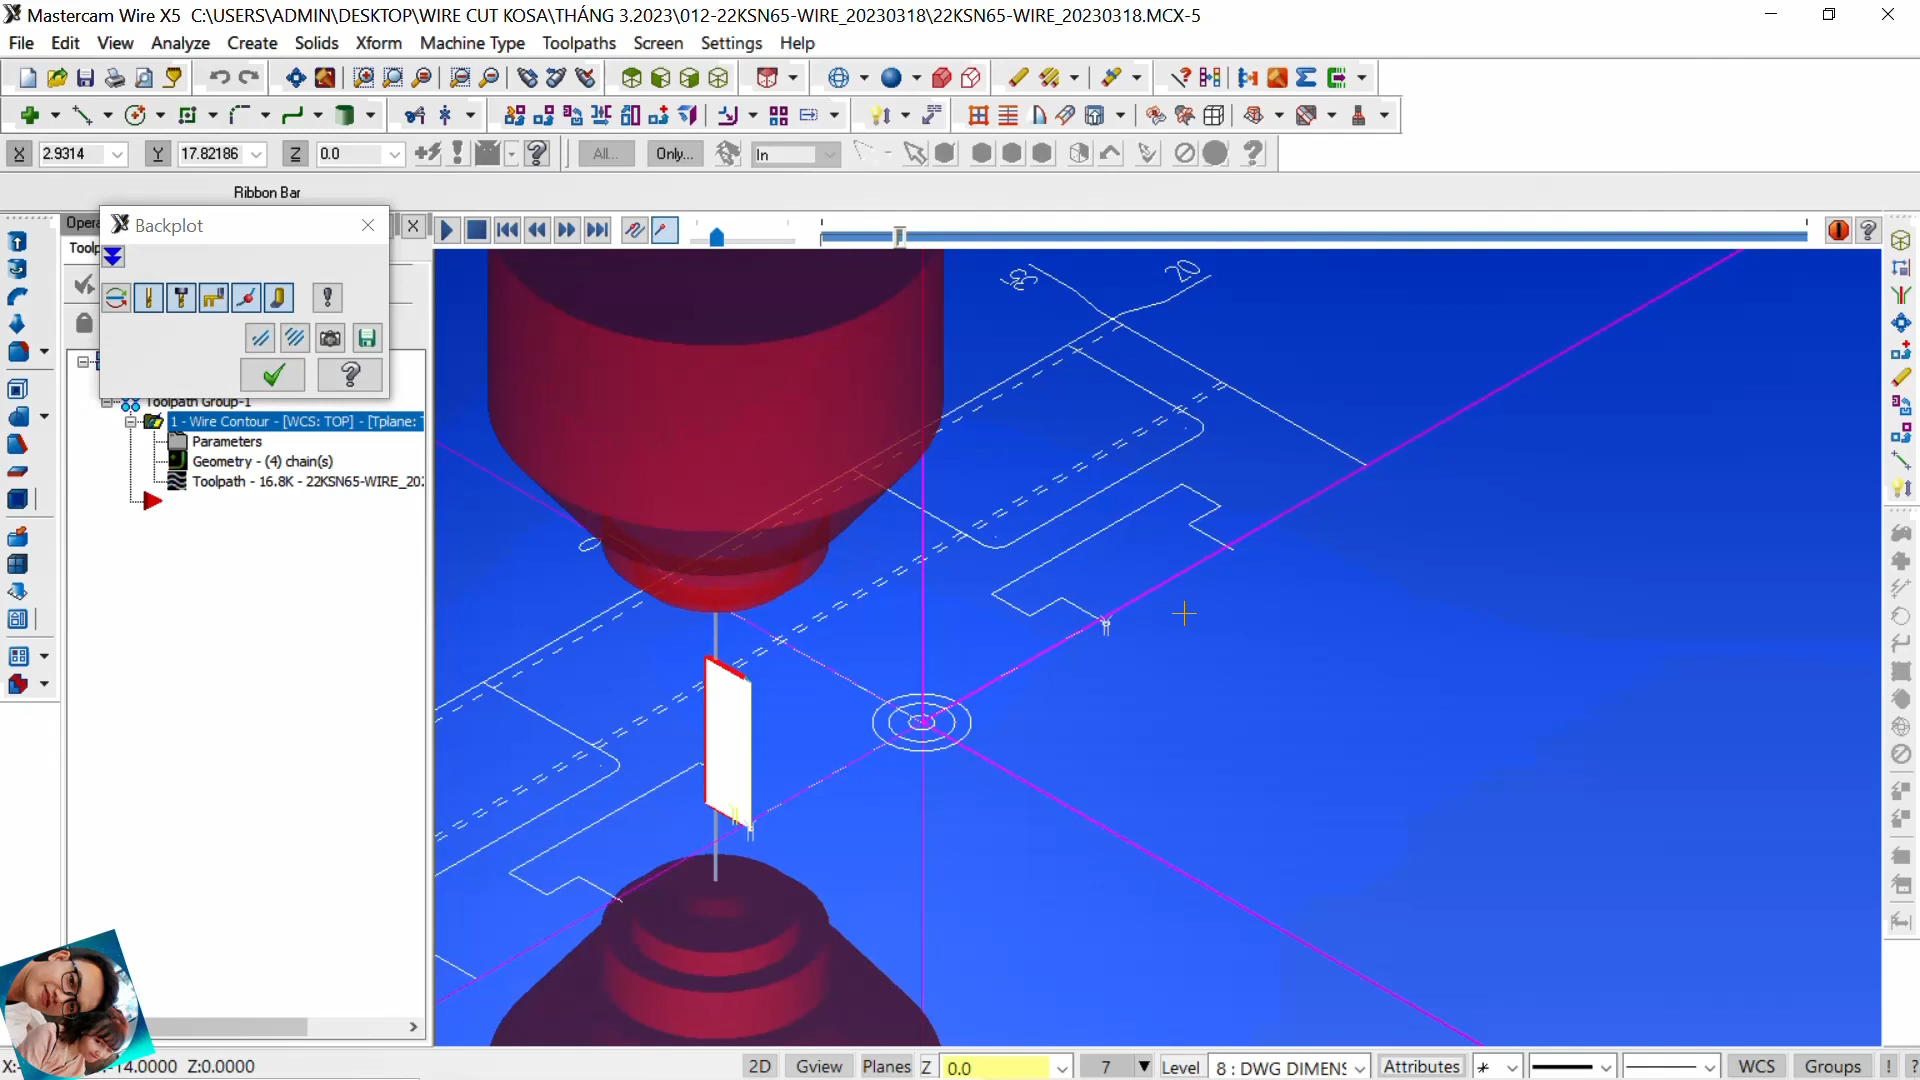 Mastercam Wire X5 C:\USERS\ADMIN\DESKTOP\WIRE CUT KOSA\THÁNG 3.2023\012-22KSN65-WIRE_20230318\22KSN65-WIRE_20230318.MCX-5
File Edit View Analyze Create Solids Xform Machine Type Toolpaths Screen Settings Help
X 2.9314 Y 17.82186 Z 0.0 All... Only... In
Ribbon Bar
Opera
Backplot
Toolp
Toolpath Group-1
1 - Wire Contour - [WCS: TOP] - [Tplane:
Parameters
Geometry - (4) chain(s)
Toolpath - 16.8K - 22KSN65-WIRE_202
20
X: -14.0000 Z:0.0000
2D Gview Planes Z 0.0 7 Level 8 : DWG DIMENS Attributes WCS Groups ! ?